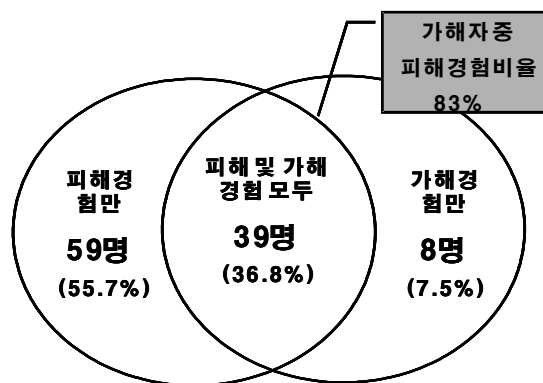 가해자중
피해경험비율
83%
피해경
험만
59명
(55.7%)
피해 및 가해
경험 모두
39명
(36.8%)
가해경
험만
8명
(7.5%)